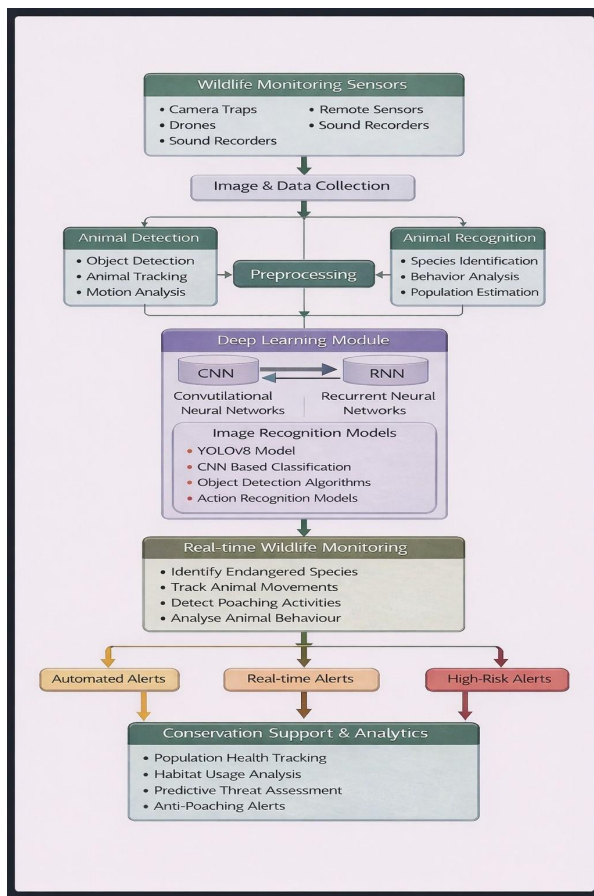 Wildlife Monitoring Sensors
• Camera Traps
• Drones
• Sound Recorders
• Remote Sensors
• Sound Recorders
Image & Data Collection
Animal Detection
• Object Detection
• Animal Tracking
• Motion Analysis
Preprocessing
Animal Recognition
• Species Identification
• Behavior Analysis
• Population Estimation
Deep Learning Module
CNN
Convutilational
Neural Networks
RNN
Recurrent Neural
Networks
Image Recognition Models
• YOLOv8 Model
• CNN Based Classification
• Object Detection Algorithms
• Action Recognition Models
Real-time Wildlife Monitoring
• Identify Endangered Species
• Track Animal Movements
• Detect Poaching Activities
• Analyse Animal Behaviour
Automated Alerts
Real-time Alerts
High-Risk Alerts
Conservation Support & Analytics
• Population Health Tracking
• Habitat Usage Analysis
• Predictive Threat Assessment
• Anti-Poaching Alerts